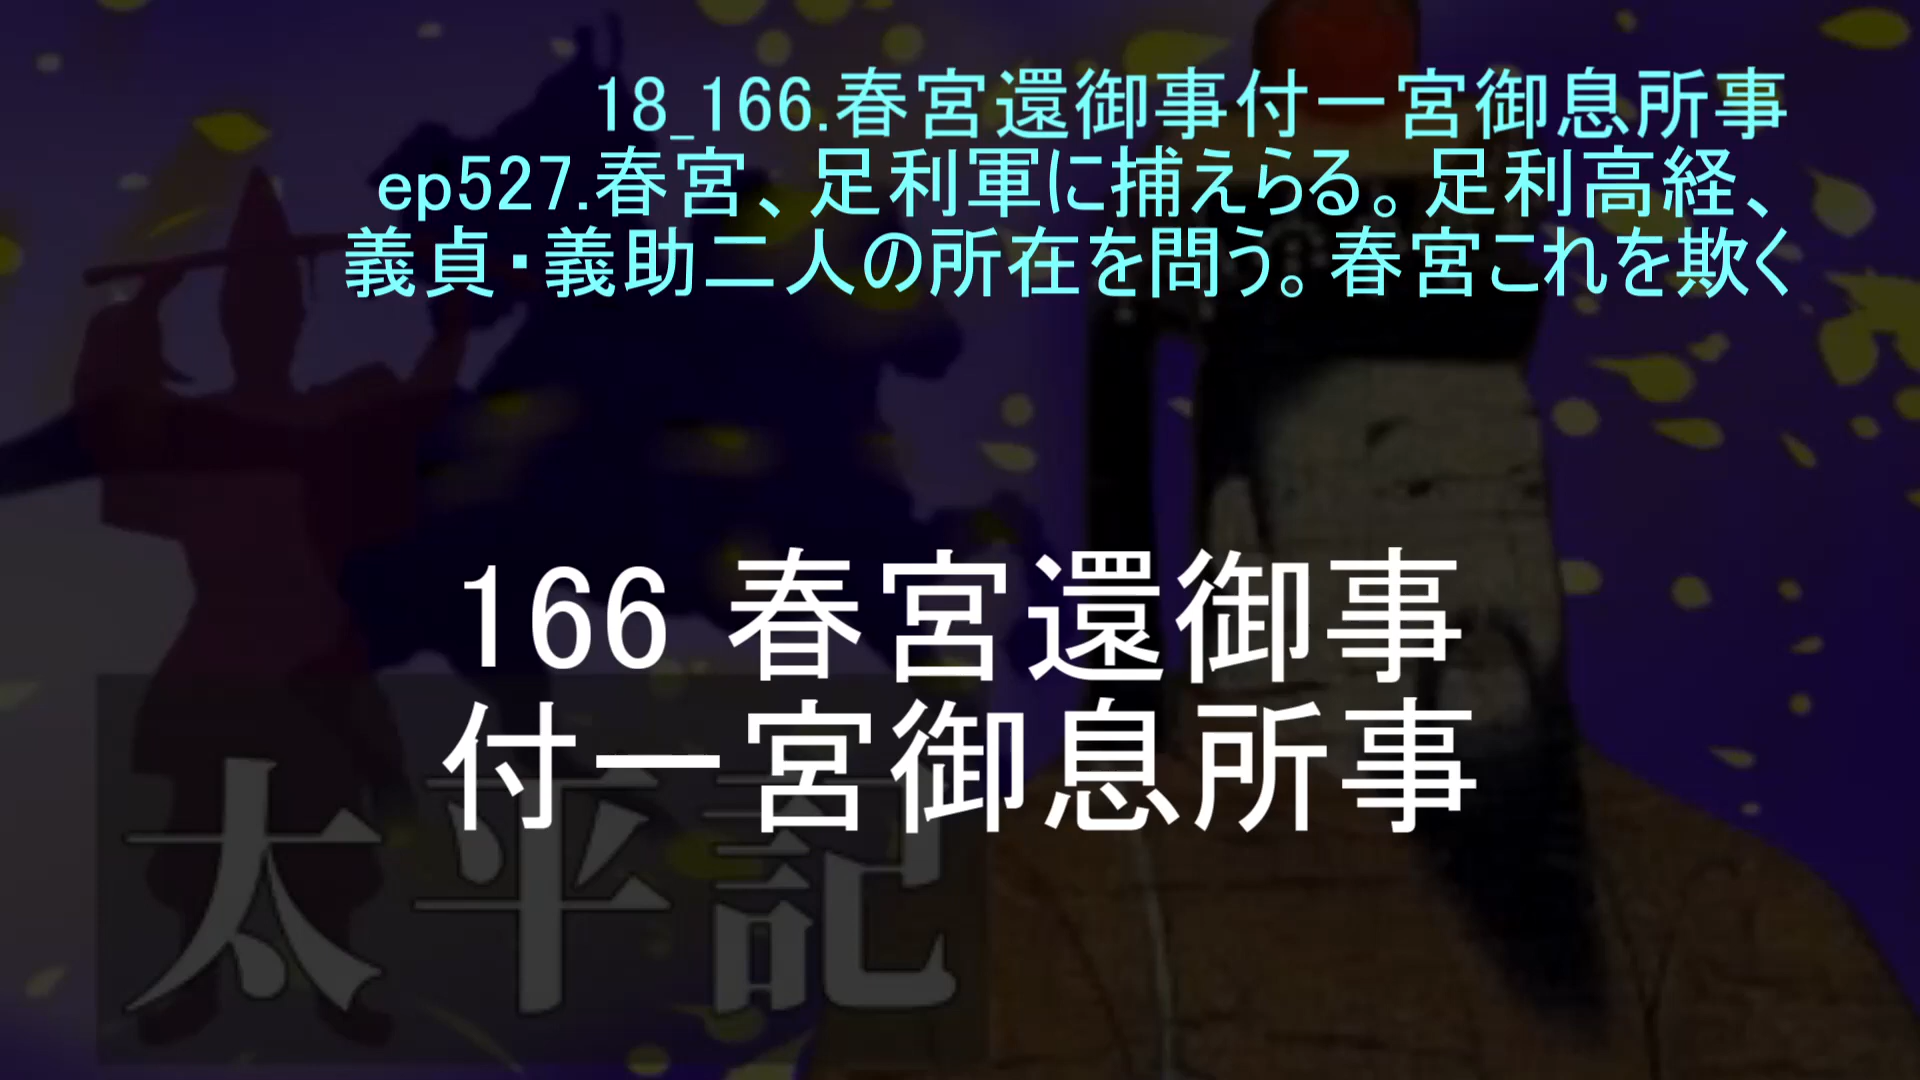 18_166.春宮還御事付一宮御息所事
ep527.春宮、足利軍に捕えらる。足利高経、
義貞・義助二人の所在を問う。春宮これを欺く
166 春宮還御事
付一宮御息所事
太平記